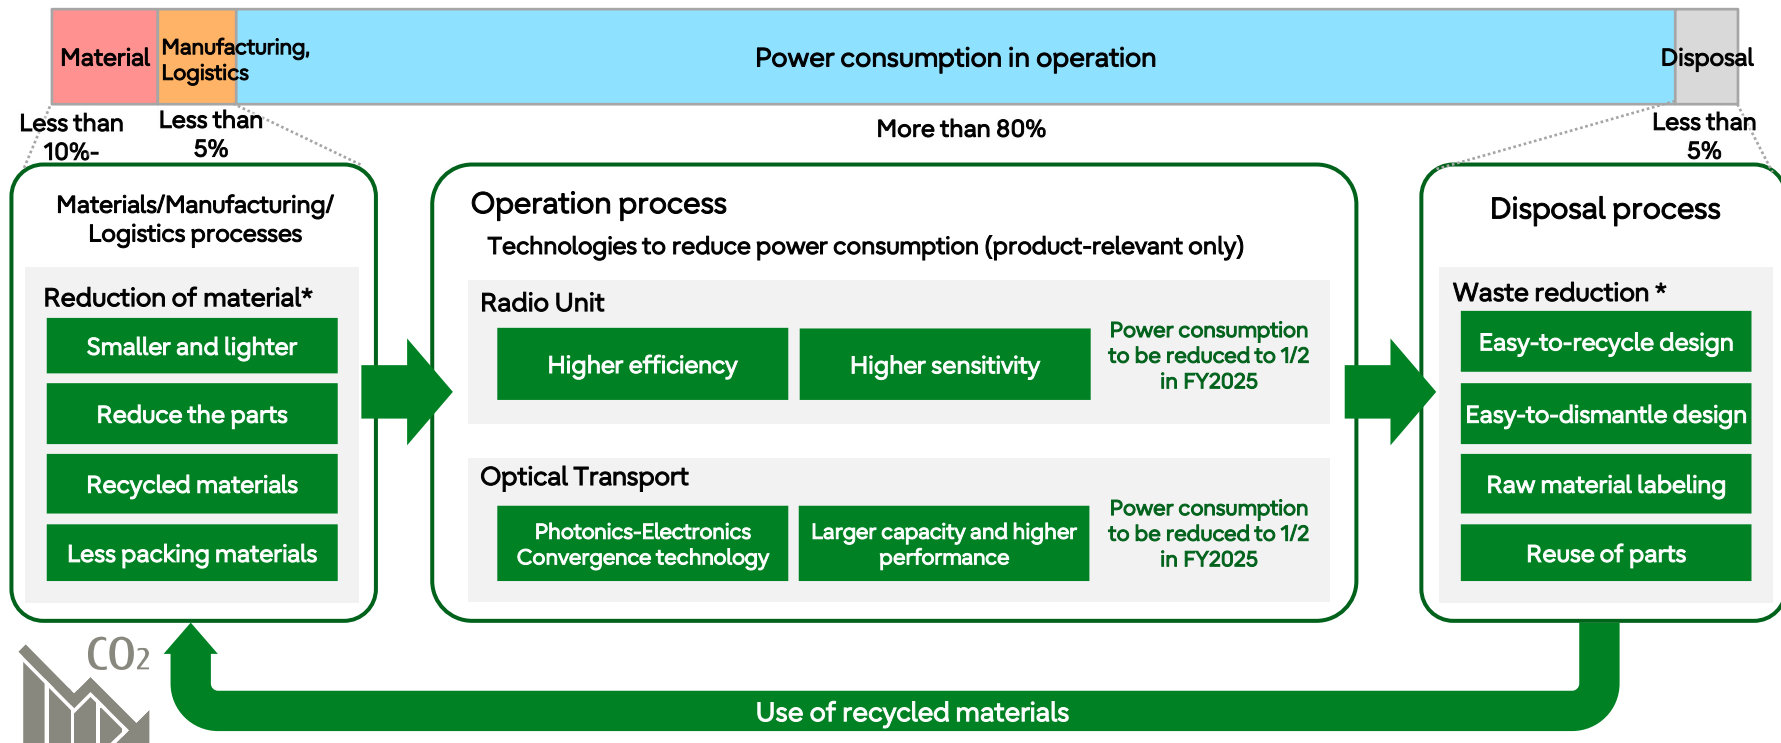 Material
Manufacturing,
Logistics
Power consumption in operation
Disposal
Less than
10%-
Less than
5%
More than 80%
Less than
5%
Materials/Manufacturing/
Logistics processes
Reduction of material*
Smaller and lighter
Reduce the parts
Recycled materials
Less packing materials
Operation process
Technologies to reduce power consumption (product-relevant only)
Radio Unit
Higher efficiency
Higher sensitivity
Power consumption
to be reduced to 1/2
in FY2025
Optical Transport
Photonics-Electronics
Convergence technology
Larger capacity and higher
performance
Power consumption
to be reduced to 1/2
in FY2025
Disposal process
Waste reduction *
Easy-to-recycle design
Easy-to-dismantle design
Raw material labeling
Reuse of parts
CO2
Use of recycled materials